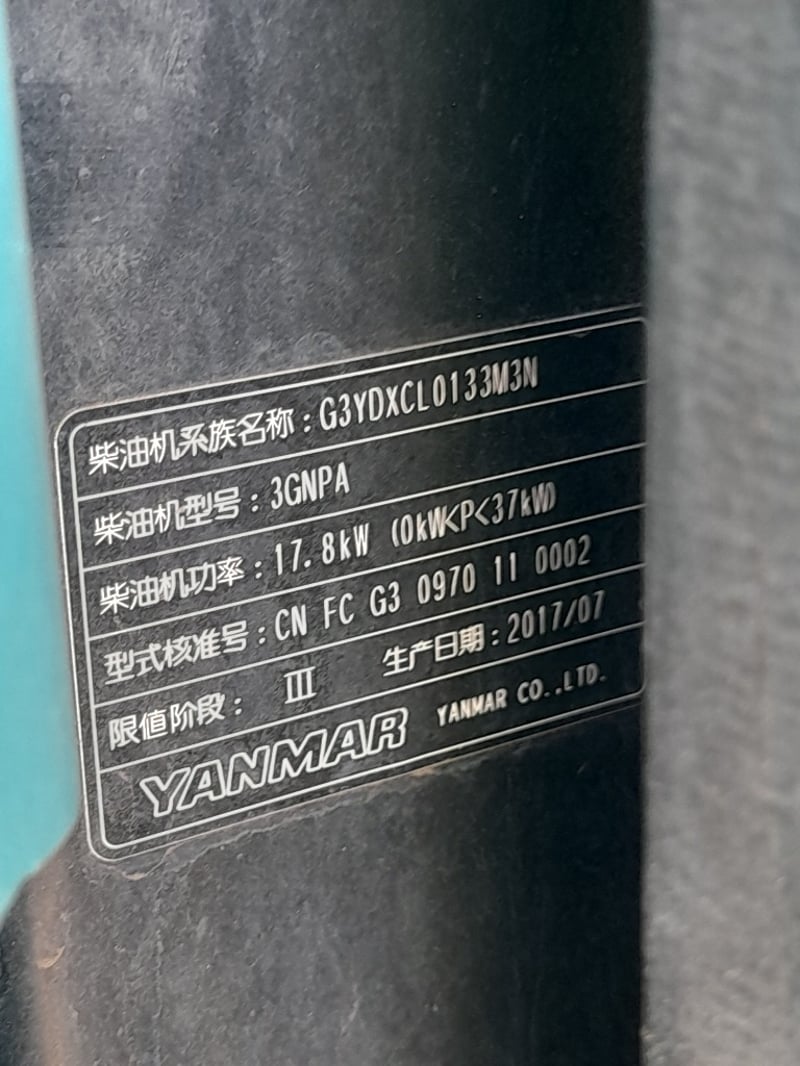 柴油机系族名称：G3YDXCL0133M3N
柴油机型号：3GNPA
柴油机功率：17.8kW (0kW<P<37kW)
型式核准号：CN FC G3 0970 11 0002
限值阶段： III 生产日期：2017/07
YANMAR YANMAR CO.,LTD.